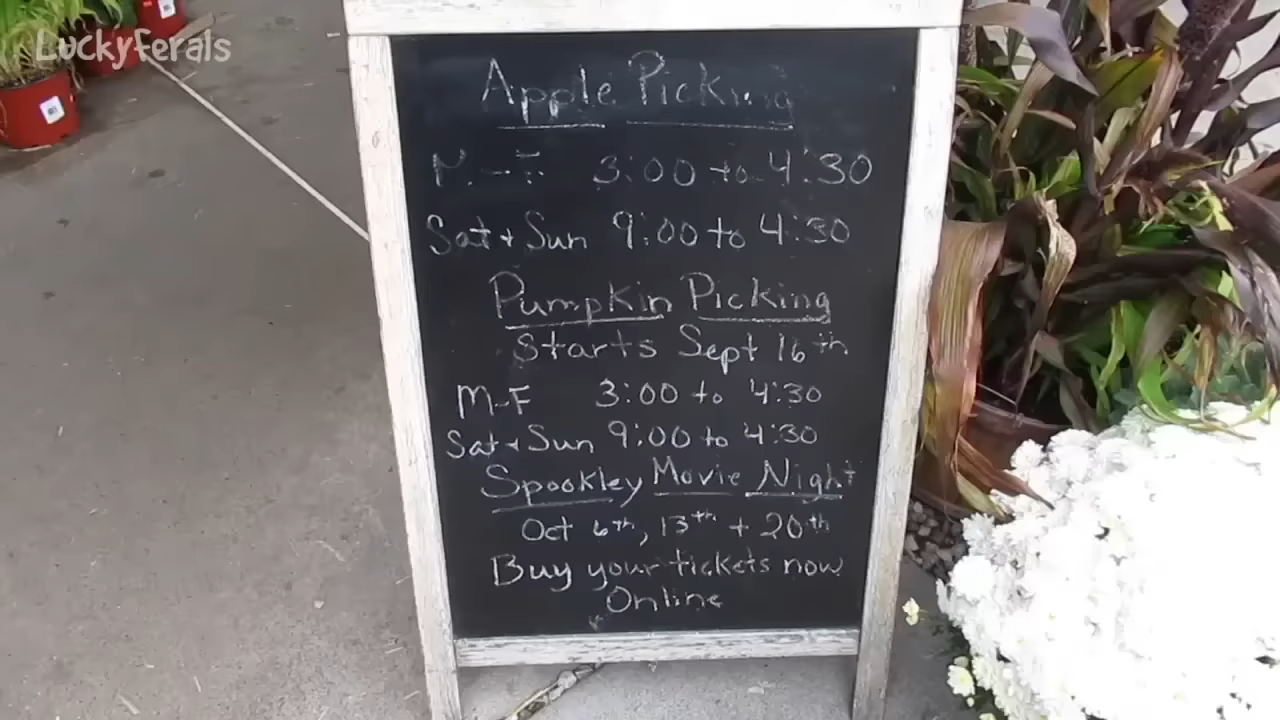 LuckyFerals
Apple Picking
M-F 3:00 to 4:30
Sat + Sun 9:00 to 4:30
Pumpkin Picking
Starts Sept 16th
M-F 3:00 to 4:30
Sat + Sun 9:00 to 4:30
Spookley Movie Night
Oct 6th, 13th + 20th
Buy your tickets now
Online